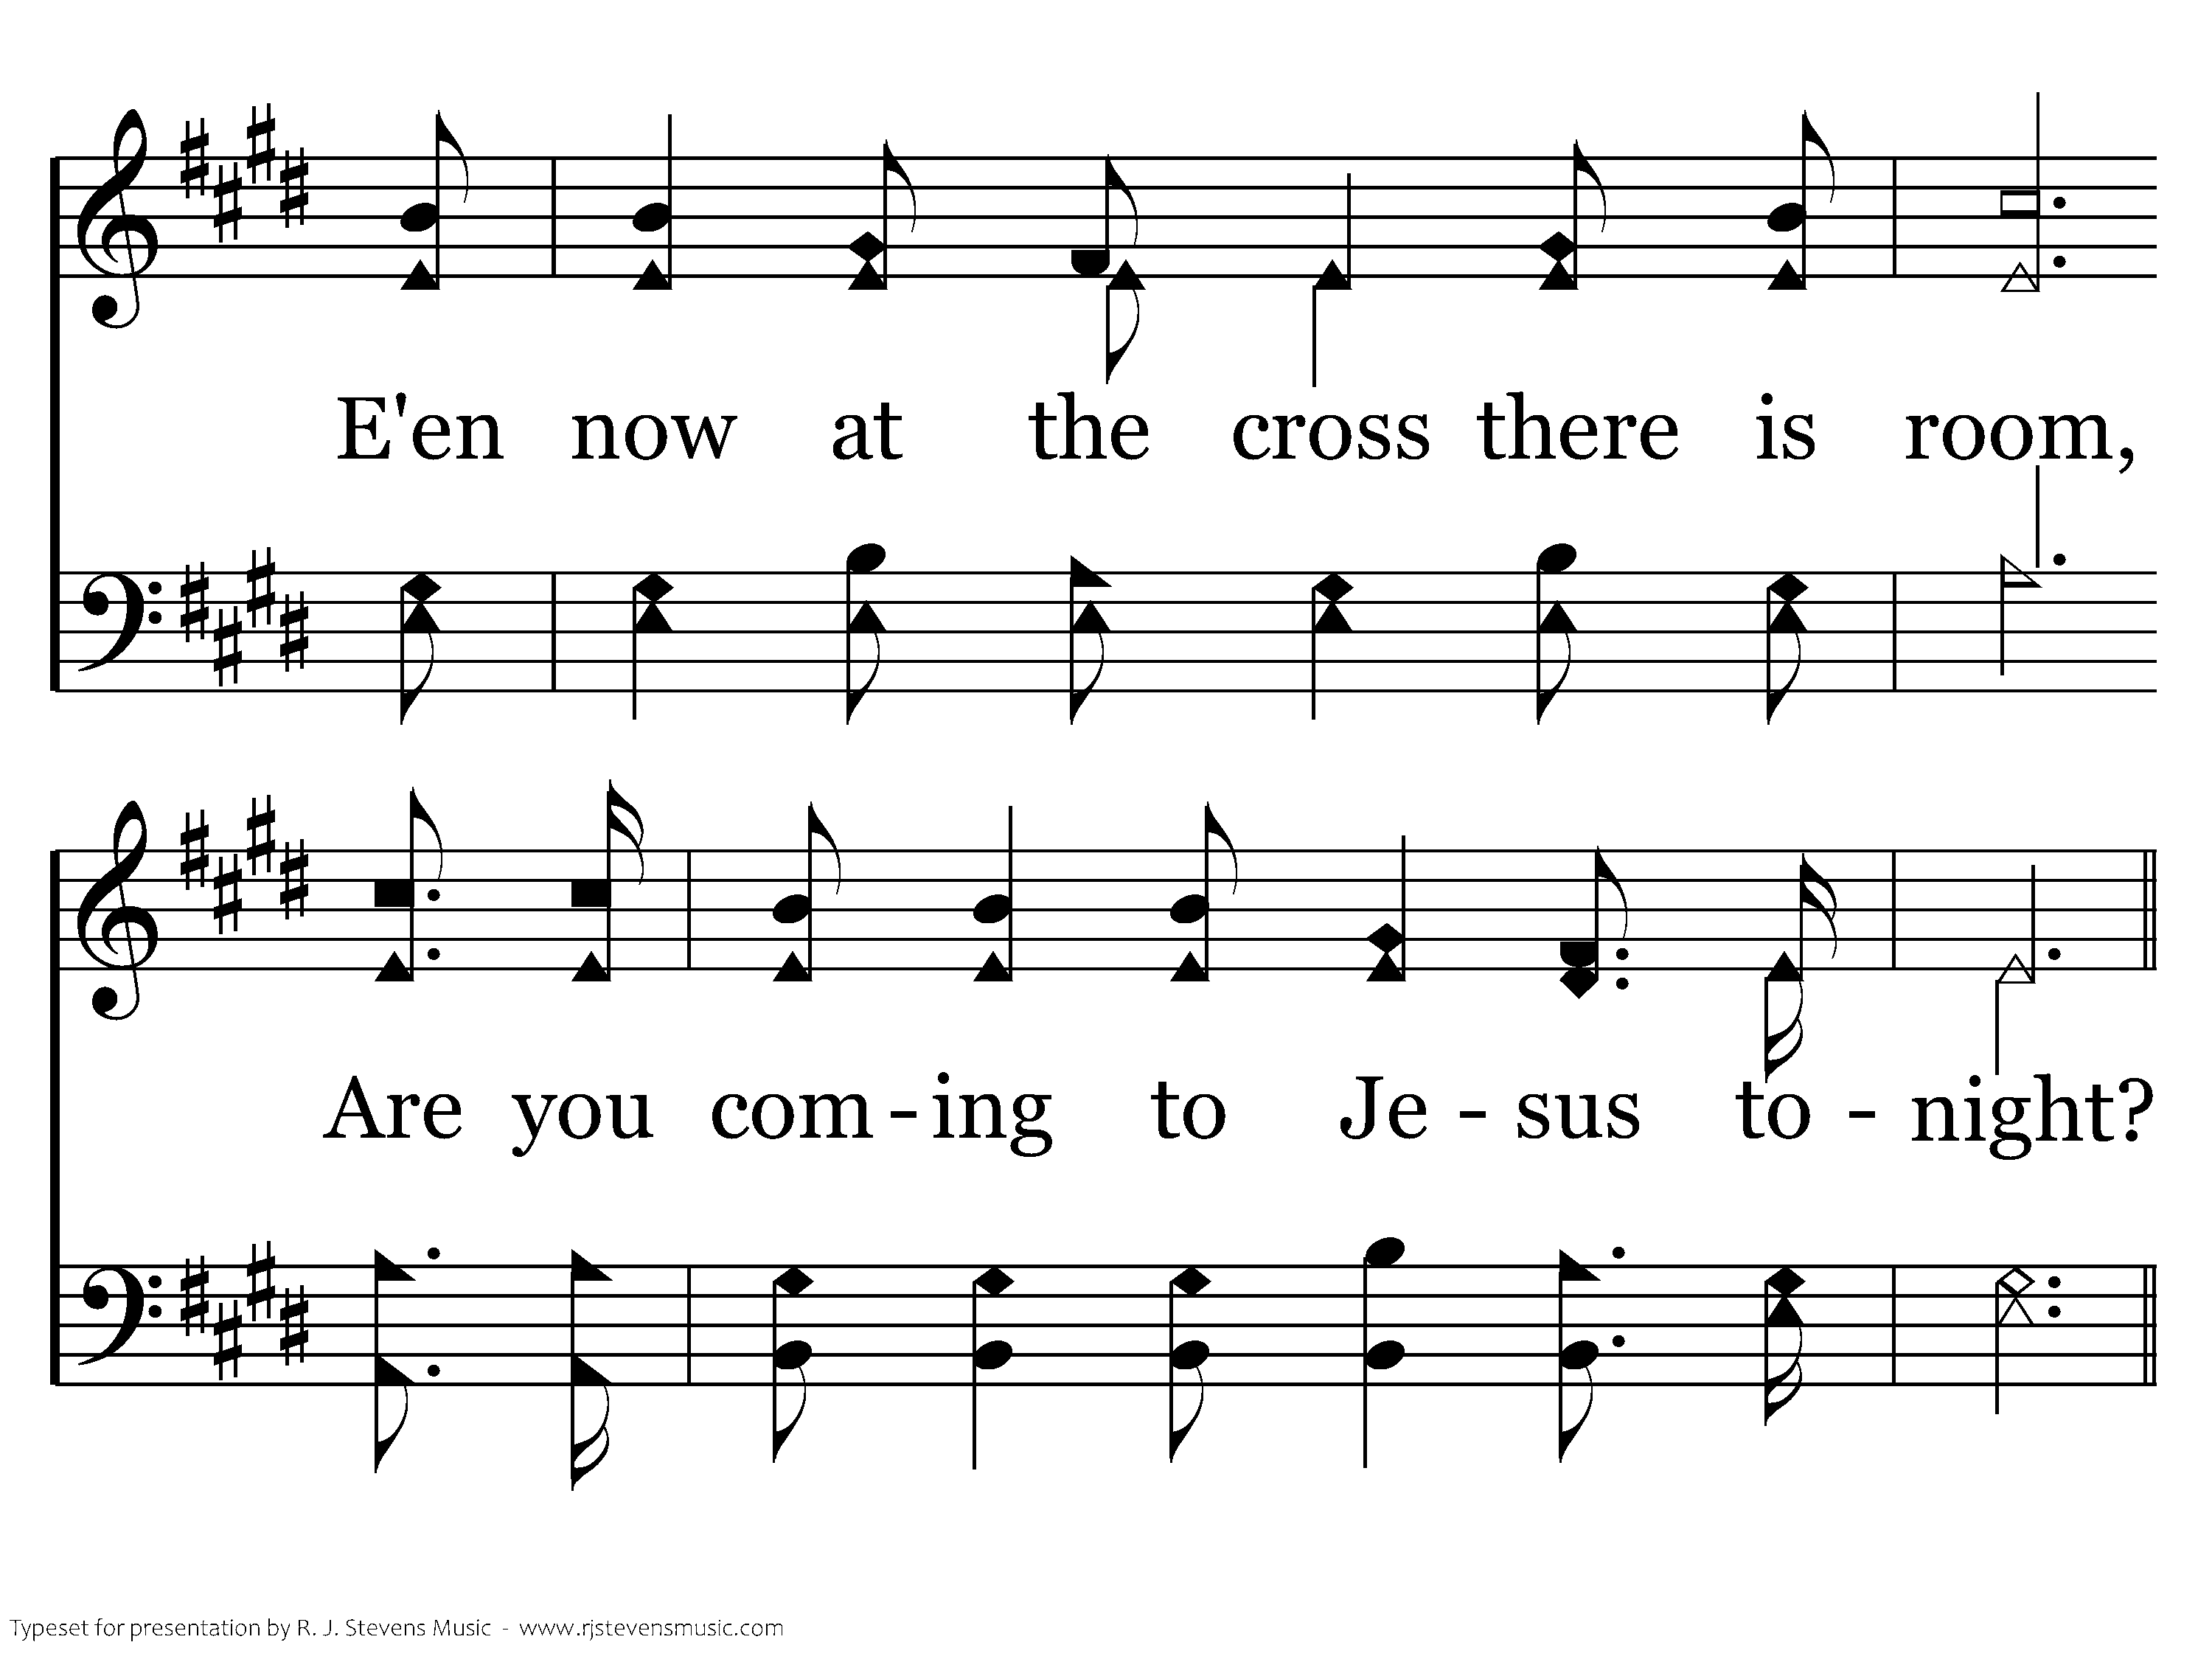 E'en now at the cross there is room,
Are you com - ing to Je - sus to - night?
Typeset for presentation by R. J. Stevens Music - www.rjstevensmusic.com